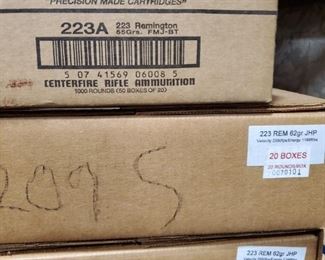 "PRECISION MADE CARTRIDGES"
223A
223 Remington
55Grs. FMJ-BT
5 07 41569 06008 5
CENTERFIRE RIFLE AMMUNITION
1000 ROUNDS (50 BOXES OF 20)
223 REM 62gr JHP
20 BOXES
20 ROUNDS/BOX
209 S
223 REM 62gr JHP